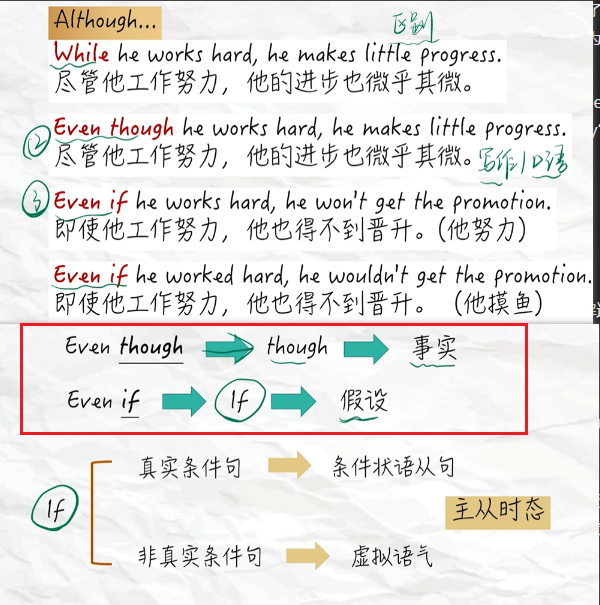 Although...
区别
While he works hard, he makes little progress.
尽管他工作努力，他的进步也微乎其微。
② Even though he works hard, he makes little progress.
尽管他工作努力，他的进步也微乎其微。写作/口语
③ Even if he works hard, he won't get the promotion.
即使他工作努力，他也得不到晋升。(他努力)
Even if he worked hard, he wouldn't get the promotion.
即使他工作努力，他也得不到晋升。（他摸鱼）
Even though though 事实
Even if If 假设
真实条件句 条件状语从句
If
主从时态
非真实条件句 虚拟语气